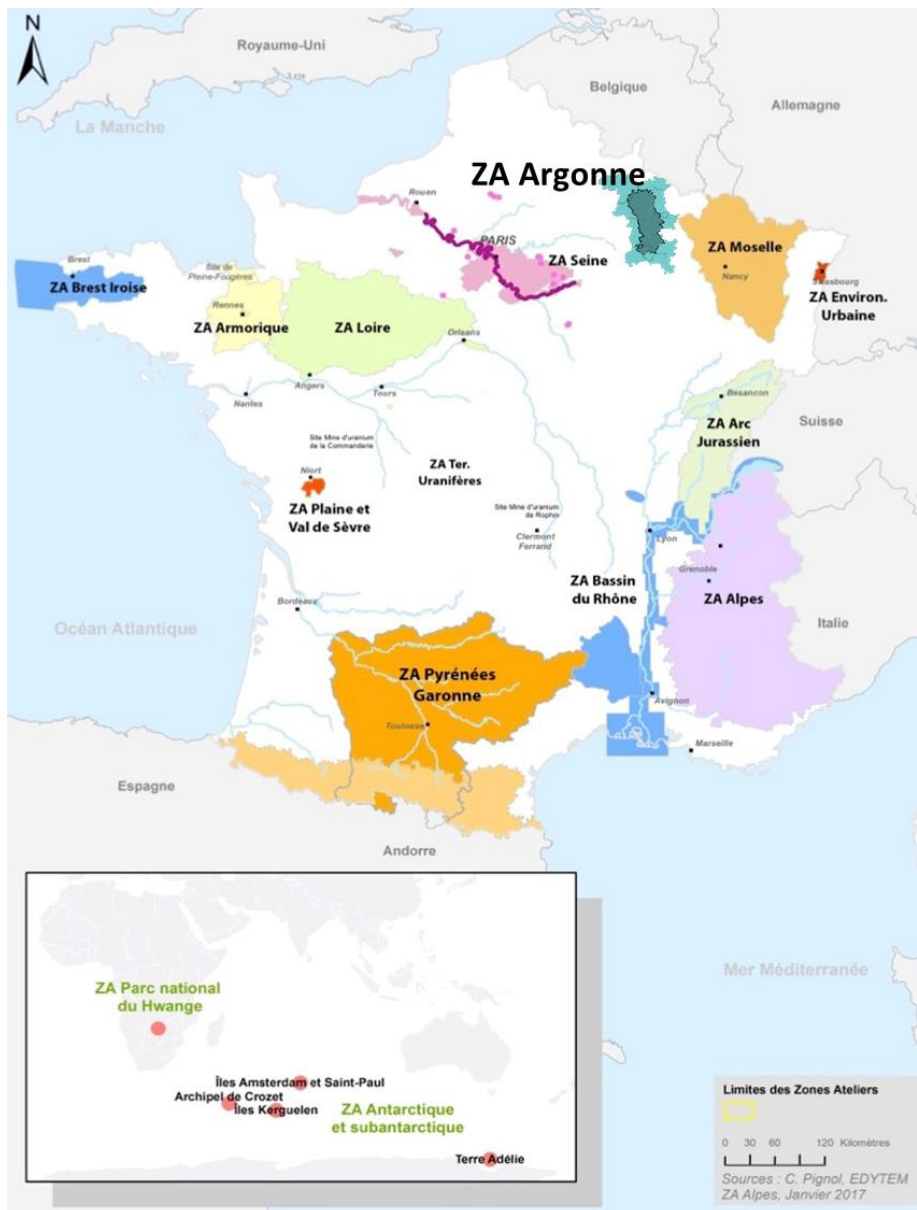 N
Royaume-Uni
Belgique
Allemagne
La Manche
ZA Argonne
Rouen
PARIS
ZA Seine
ZA Moselle
Nancy
Strasbourg
ZA Environ.
Urbaine
Brest
ZA Brest Iroise
Site de
Pleine-Fougères
Rennes
ZA Armorique
ZA Loire
Orléans
Angers
Tours
Nantes
Besancon
ZA Arc
Jurassien
Suisse
Site Mine d'uranium
de la Commanderie
ZA Ter.
Uranifères
Niort
ZA Plaine et
Val de Sèvre
Site Mine d'uranium
de Rophin
Clermont
Ferrand
Lyon
Grenoble
ZA Bassin
du Rhône
ZA Alpes
Italie
Bordeaux
Océan Atlantique
ZA Pyrénées
Garonne
Toulouse
Avignon
Marseille
Espagne
Andorre
Mer Méditerranée
ZA Parc national
du Hwange
Îles Amsterdam et Saint-Paul
Archipel de Crozet
Îles Kerguelen
ZA Antarctique
et subantarctique
Terre Adélie
Limites des Zones Ateliers
0 30 60 120 Kilomètres
Sources : C. Pignol, EDYTEM
ZA Alpes, Janvier 2017